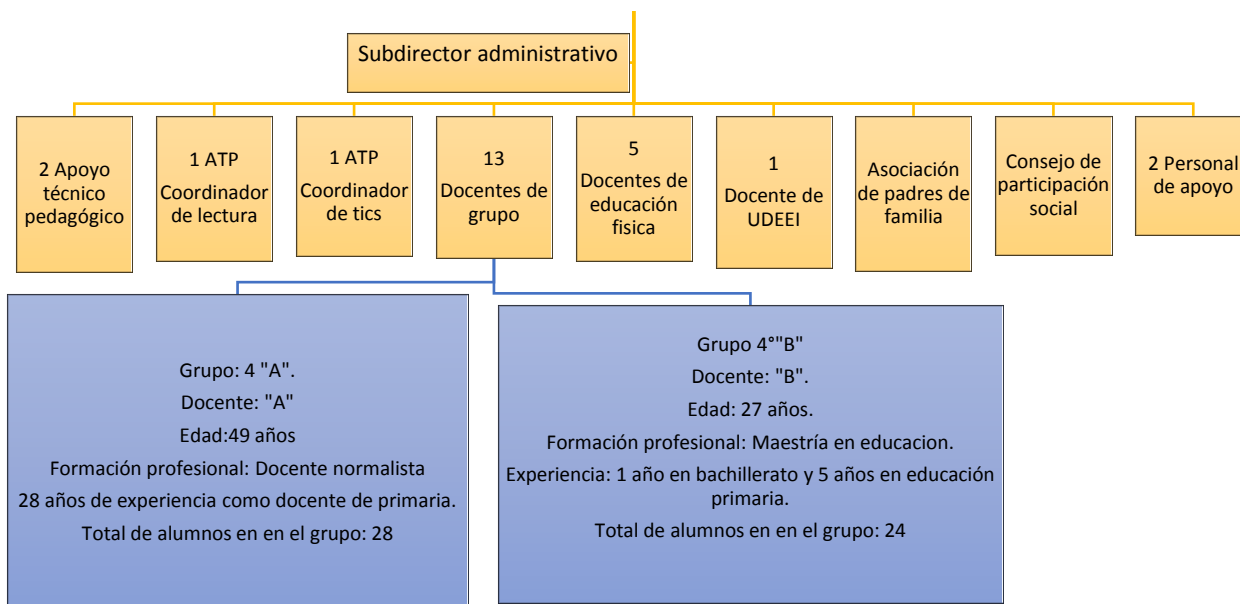 Subdirector administrativo
2 Apoyo
técnico
pedagógico
1 ATP
Coordinador
de lectura
1 ATP
Coordinador
de tics
13
Docentes de
grupo
5
Docentes de
educación
fisica
1
Docente de
UDEEI
Asociación
de padres de
familia
Consejo de
participación
social
2 Personal
de apoyo
Grupo: 4 "A".
Docente: "A"
Edad:49 años
Formación profesional: Docente normalista
28 años de experiencia como docente de primaria.
Total de alumnos en en el grupo: 28
Grupo 4°"B"
Docente: "B".
Edad: 27 años.
Formación profesional: Maestría en educacion.
Experiencia: 1 año en bachillerato y 5 años en educación
primaria.
Total de alumnos en en el grupo: 24